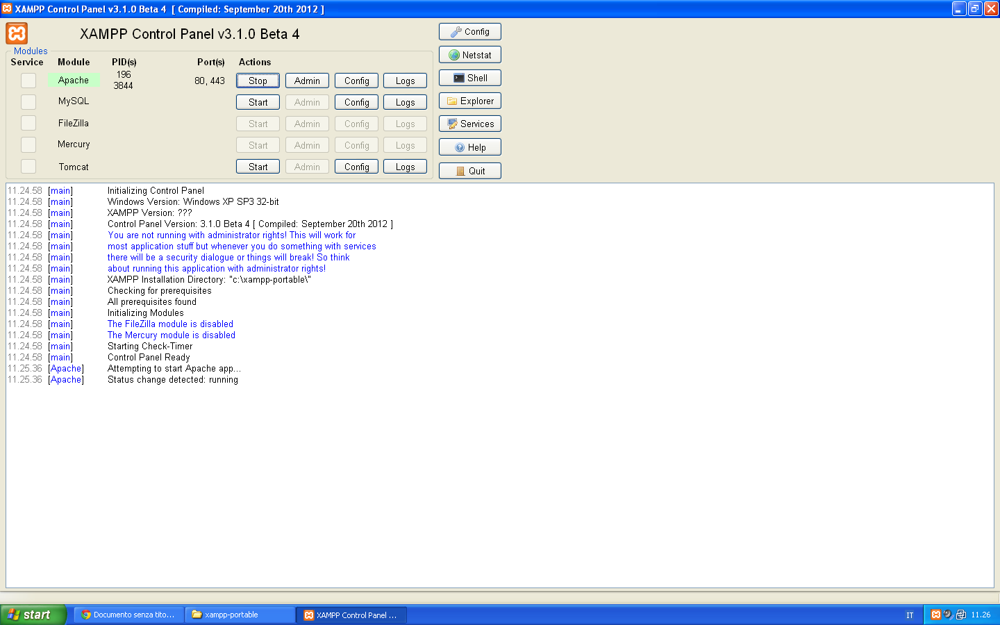 XAMPP Control Panel v3.1.0 Beta 4 [ Compiled: September 20th 2012 ]
XAMPP Control Panel v3.1.0 Beta 4
Config
Modules
Service Module PID(s) Port(s) Actions
Netstat
Apache 196 3844 80, 443 Stop Admin Config Logs
Shell
MySQL Start Admin Config Logs
Explorer
FileZilla Start Admin Config Logs
Services
Mercury Start Admin Config Logs
Help
Tomcat Start Admin Config Logs
Quit
11.24.58 [main] Initializing Control Panel
11.24.58 [main] Windows Version: Windows XP SP3 32-bit
11.24.58 [main] XAMPP Version: ???
11.24.58 [main] Control Panel Version: 3.1.0 Beta 4 [ Compiled: September 20th 2012 ]
11.24.58 [main] You are not running with administrator rights! This will work for
11.24.58 [main] most application stuff but whenever you do something with services
11.24.58 [main] there will be a security dialogue or things will break! So think
11.24.58 [main] about running this application with administrator rights!
11.24.58 [main] XAMPP Installation Directory: "c:\xampp-portable\"
11.24.58 [main] Checking for prerequisites
11.24.58 [main] All prerequisites found
11.24.58 [main] Initializing Modules
11.24.58 [main] The FileZilla module is disabled
11.24.58 [main] The Mercury module is disabled
11.24.58 [main] Starting Check-Timer
11.24.58 [main] Control Panel Ready
11.25.36 [Apache] Attempting to start Apache app...
11.25.36 [Apache] Status change detected: running
start Documento senza tito... xampp-portable XAMPP Control Panel ... IT 11.26